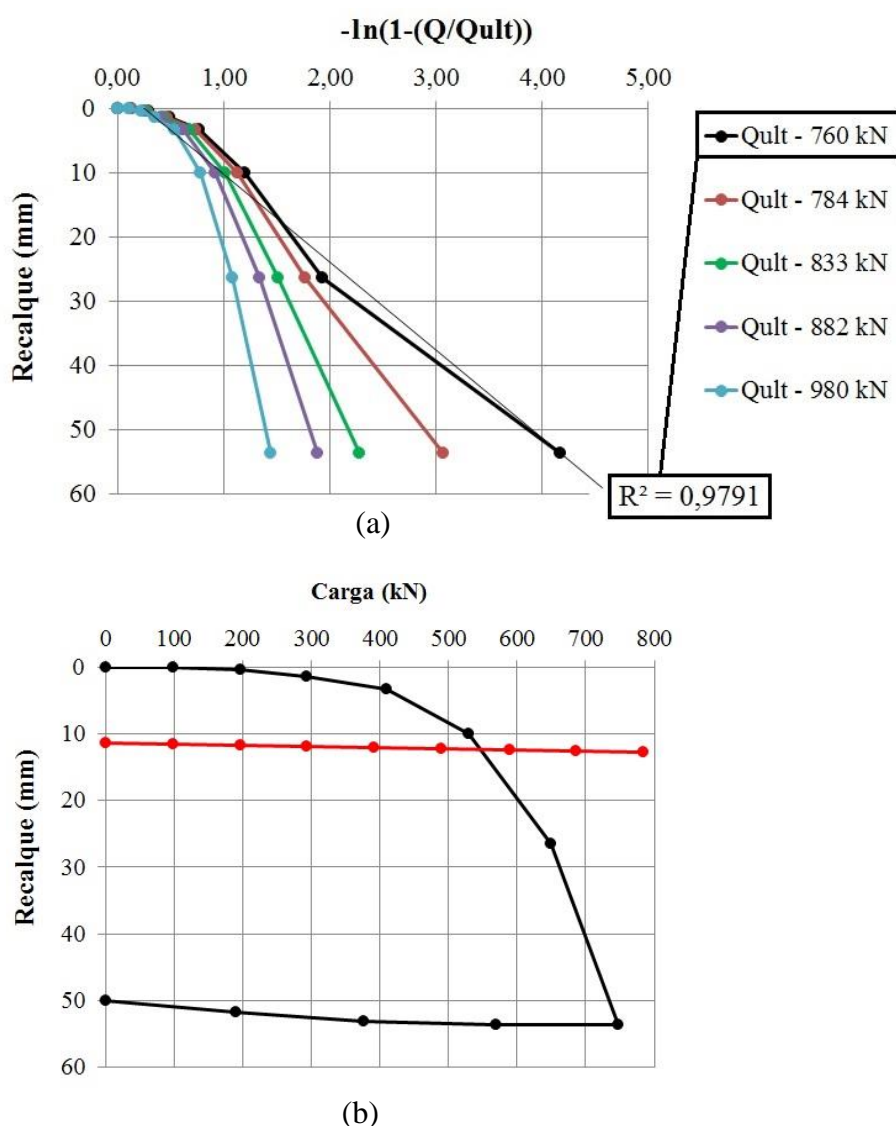 -ln(1-(Q/Qult))
0,00 1,00 2,00 3,00 4,00 5,00
Recalque (mm)
0
10
20
30
40
50
60
Qult - 760 kN
Qult - 784 kN
Qult - 833 kN
Qult - 882 kN
Qult - 980 kN
R² = 0,9791
(a)
Carga (kN)
0 100 200 300 400 500 600 700 800
Recalque (mm)
0
10
20
30
40
50
60
(b)